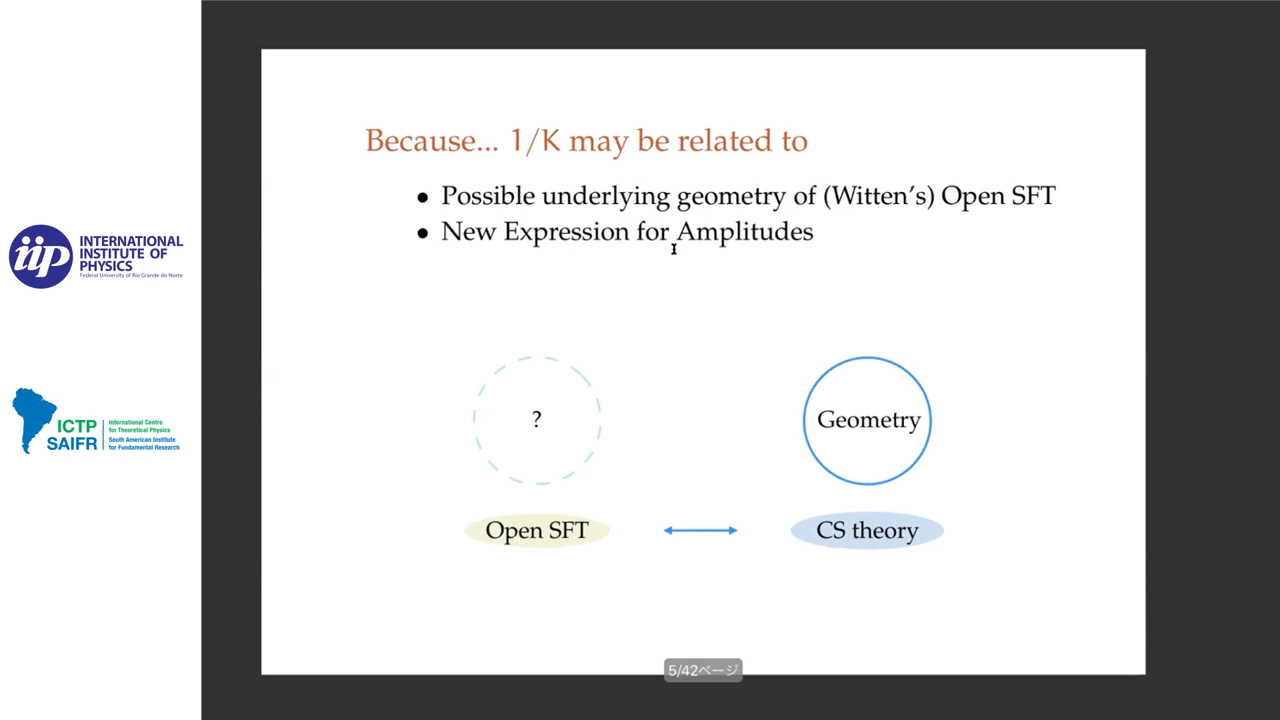 Because... 1/K may be related to
• Possible underlying geometry of (Witten's) Open SFT
• New Expression for Amplitudes
iip
INTERNATIONAL
INSTITUTE OF
PHYSICS
Federal University of Rio Grande do Norte
?
Geometry
ICTP
SAIFR
International Centre
for Theoretical Physics
South American Institute
for Fundamental Research
Open SFT
CS theory
5/42ページ